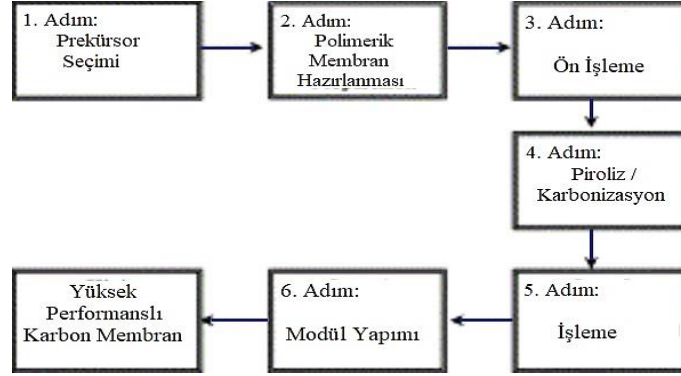 1. Adım:
Prekürsor
Seçimi
2. Adım:
Polimerik
Membran
Hazırlanması
3. Adım:
Ön İşleme
4. Adım:
Piroliz /
Karbonizasyon
5. Adım:
İşleme
6. Adım:
Modül Yapımı
Yüksek
Performanslı
Karbon Membran